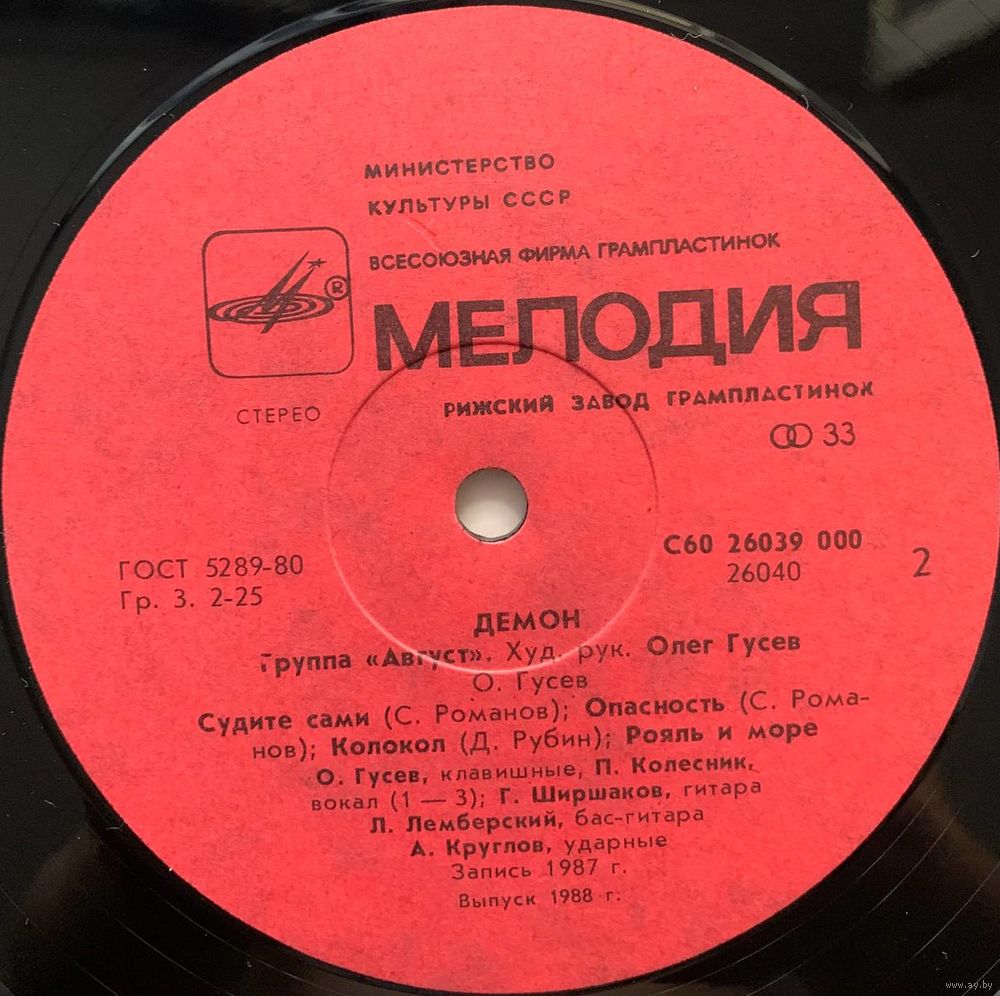 МИНИСТЕРСТВО
КУЛЬТУРЫ СССР
ВСЕСОЮЗНАЯ ФИРМА ГРАМПЛАСТИНОК
®
МЕЛОДИЯ
РИЖСКИЙ ЗАВОД ГРАМПЛАСТИНОК
СТЕРЕО
33
ГОСТ 5289-80
Гр. 3. 2-25
С60 26039 000
26040
2
ДЕМОН
Группа «Август». Худ. рук. Олег Гусев
О. Гусев
Судите сами (С. Романов); Опасность (С. Рома-
нов); Колокол (Д. Рубин); Рояль и море
О. Гусев, клавишные, П. Колесник,
вокал (1 — 3); Г. Ширшаков, гитара
Л. Лемберский, бас-гитара
А. Круглов, ударные
Запись 1987 г.
Выпуск 1988 г.
www.ay.by